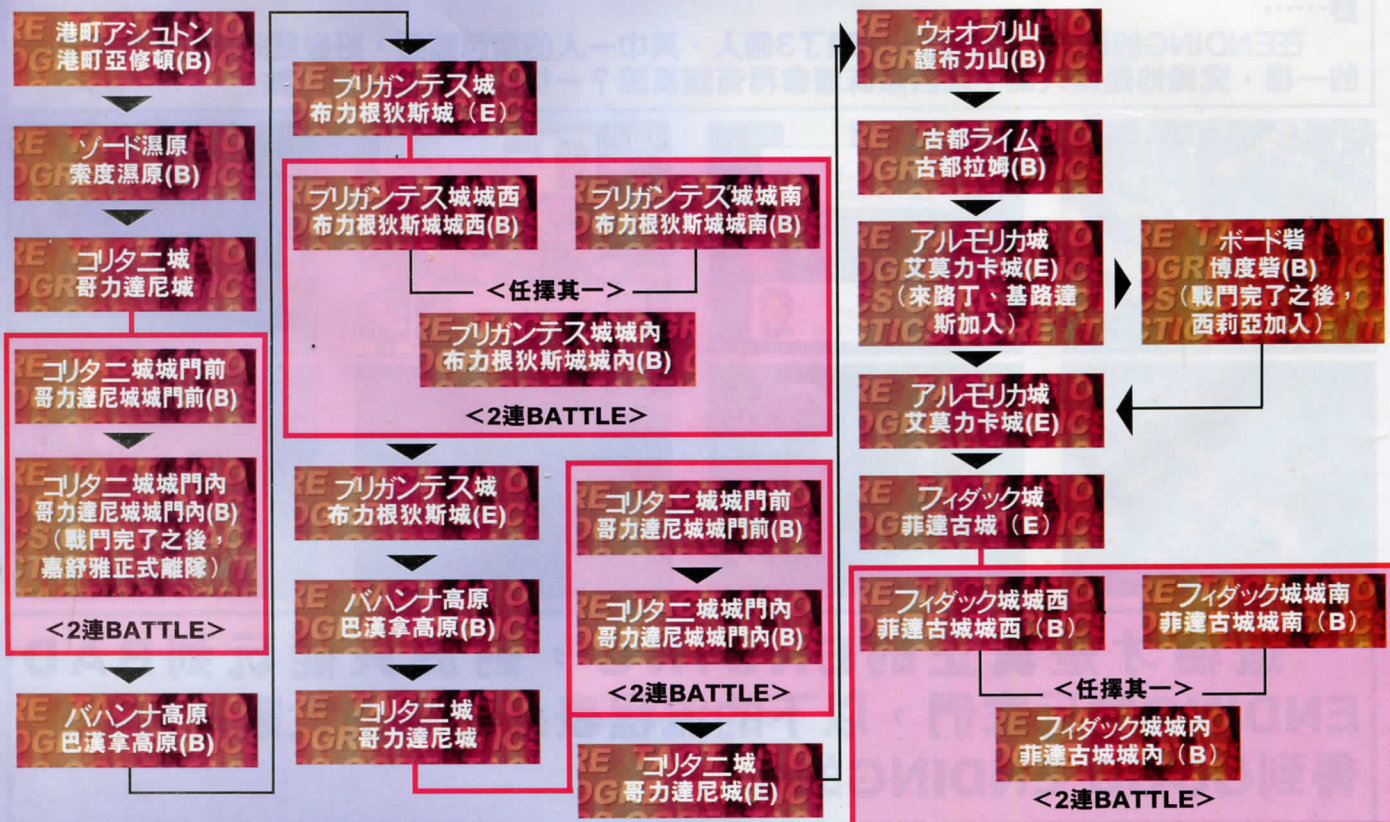 港町アシュトン
港町亞修頓(B)
ゾード濕原
索度濕原(B)
コリタニ城
哥力達尼城
コリタニ城城門前
哥力達尼城城門前(B)
コリタニ城城門內
哥力達尼城城門內(B)
(戰鬥完了之後，
嘉舒雅正式離隊)
<2連BATTLE>
バハンナ高原
巴漢拿高原(B)
ブリガンテス城
布力根狄斯城（E）
ブリガンテス城城西
布力根狄斯城城西(B)
ブリガンテス城城南
布力根狄斯城城南(B)
<任擇其一>
ブリガンテス城城內
布力根狄斯城城內(B)
<2連BATTLE>
ブリガンテス城
布力根狄斯城(E)
バハンナ高原
巴漢拿高原(B)
コリタニ城
哥力達尼城
コリタニ城城門前
哥力達尼城城門前(B)
コリタニ城城門內
哥力達尼城城門內(B)
<2連BATTLE>
コリタニ城
哥力達尼城(E)
ウォオブリ山
護布力山(B)
古都ライム
古都拉姆(B)
アルモリカ城
艾莫力卡城(E)
(來路丁、基路達
斯加入)
ボード砦
博度砦(B)
(戰鬥完了之後，
西莉亞加入)
アルモリカ城
艾莫力卡城(E)
フィダック城
菲達古城（E）
フィダック城城西
菲達古城城西（B）
フィダック城城南
菲達古城城南（B）
<任擇其一>
フィダック城城內
菲達古城城內（B）
<2連BATTLE>